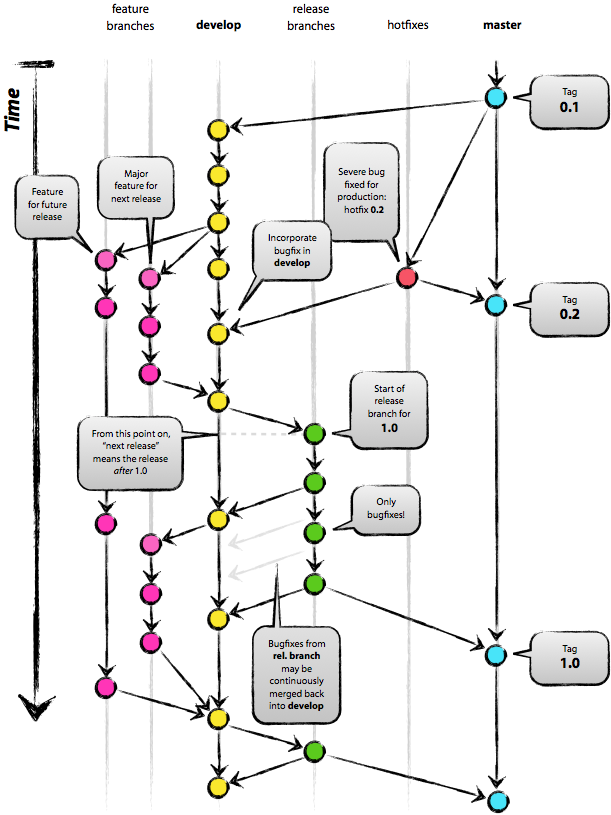 feature
branches
develop
release
branches
hotfixes
master
Time
Tag
0.1
Feature
for future
release
Major
feature for
next release
Severe bug
fixed for
production:
hotfix 0.2
Incorporate
bugfix in
develop
Tag
0.2
Start of
release
branch for
1.0
From this point on,
“next release”
means the release
after 1.0
Only
bugfixes!
Bugfixes from
rel. branch
may be
continuously
merged back
into develop
Tag
1.0